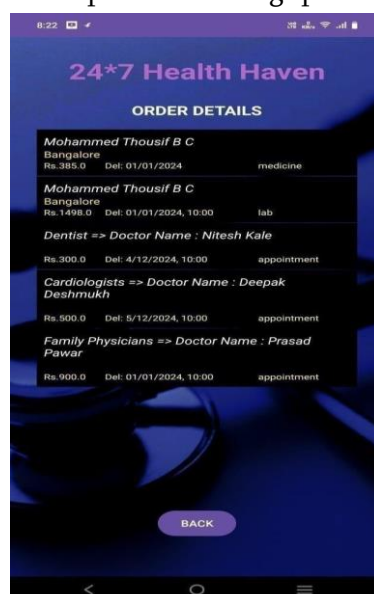 8:22
24*7 Health Haven
ORDER DETAILS
Mohammed Thousif B C
Bangalore
Rs.385.0 Del: 01/01/2024 medicine
Mohammed Thousif B C
Bangalore
Rs.1498.0 Del: 01/01/2024, 10:00 lab
Dentist => Doctor Name : Nitesh Kale
Rs.300.0 Del: 4/12/2024, 10:00 appointment
Cardiologists => Doctor Name : Deepak
Deshmukh
Rs.500.0 Del: 5/12/2024, 10:00 appointment
Family Physicians => Doctor Name : Prasad
Pawar
Rs.900.0 Del: 01/01/2024, 10:00 appointment
BACK